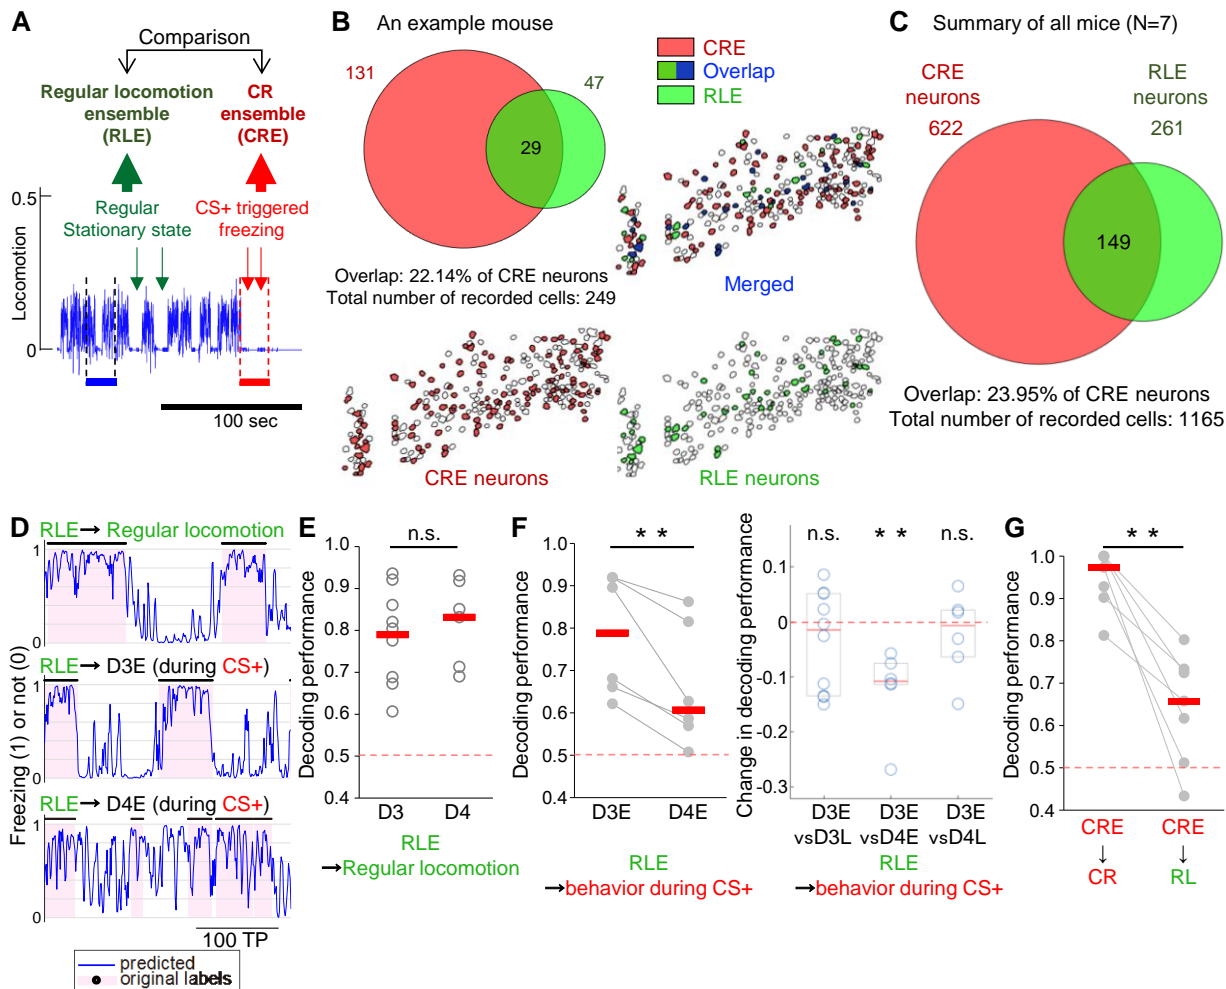 A
Comparison
Regular locomotion
ensemble
(RLE)
CR
ensemble
(CRE)
Regular
Stationary state
CS+ triggered
freezing
0.5
0
Locomotion
100 sec
B
An example mouse
131
47
29
CRE
Overlap
RLE
Overlap: 22.14% of CRE neurons
Total number of recorded cells: 249
Merged
CRE neurons
RLE neurons
C
Summary of all mice (N=7)
CRE
neurons
622
RLE
neurons
261
149
Overlap: 23.95% of CRE neurons
Total number of recorded cells: 1165
D
RLE→ Regular locomotion
1
0
RLE→ D3E (during CS+)
1
0
RLE→ D4E (during CS+)
1
0
Freezing (1) or not (0)
100 TP
predicted
original labels
E
n.s.
1.0
0.9
0.8
0.7
0.6
0.5
0.4
Decoding performance
D3 D4
RLE
→Regular locomotion
F
* *
1.0
0.9
0.8
0.7
0.6
0.5
0.4
Decoding performance
D3E D4E
RLE
→behavior during CS+
n.s. * * n.s.
0.1
0
-0.1
-0.2
-0.3
Change in decoding performance
D3E D3E D3E
vsD3L vsD4E vsD4L
RLE
→behavior during CS+
G
* *
1.0
0.9
0.8
0.7
0.6
0.5
0.4
Decoding performance
CRE CRE
↓ ↓
CR RL